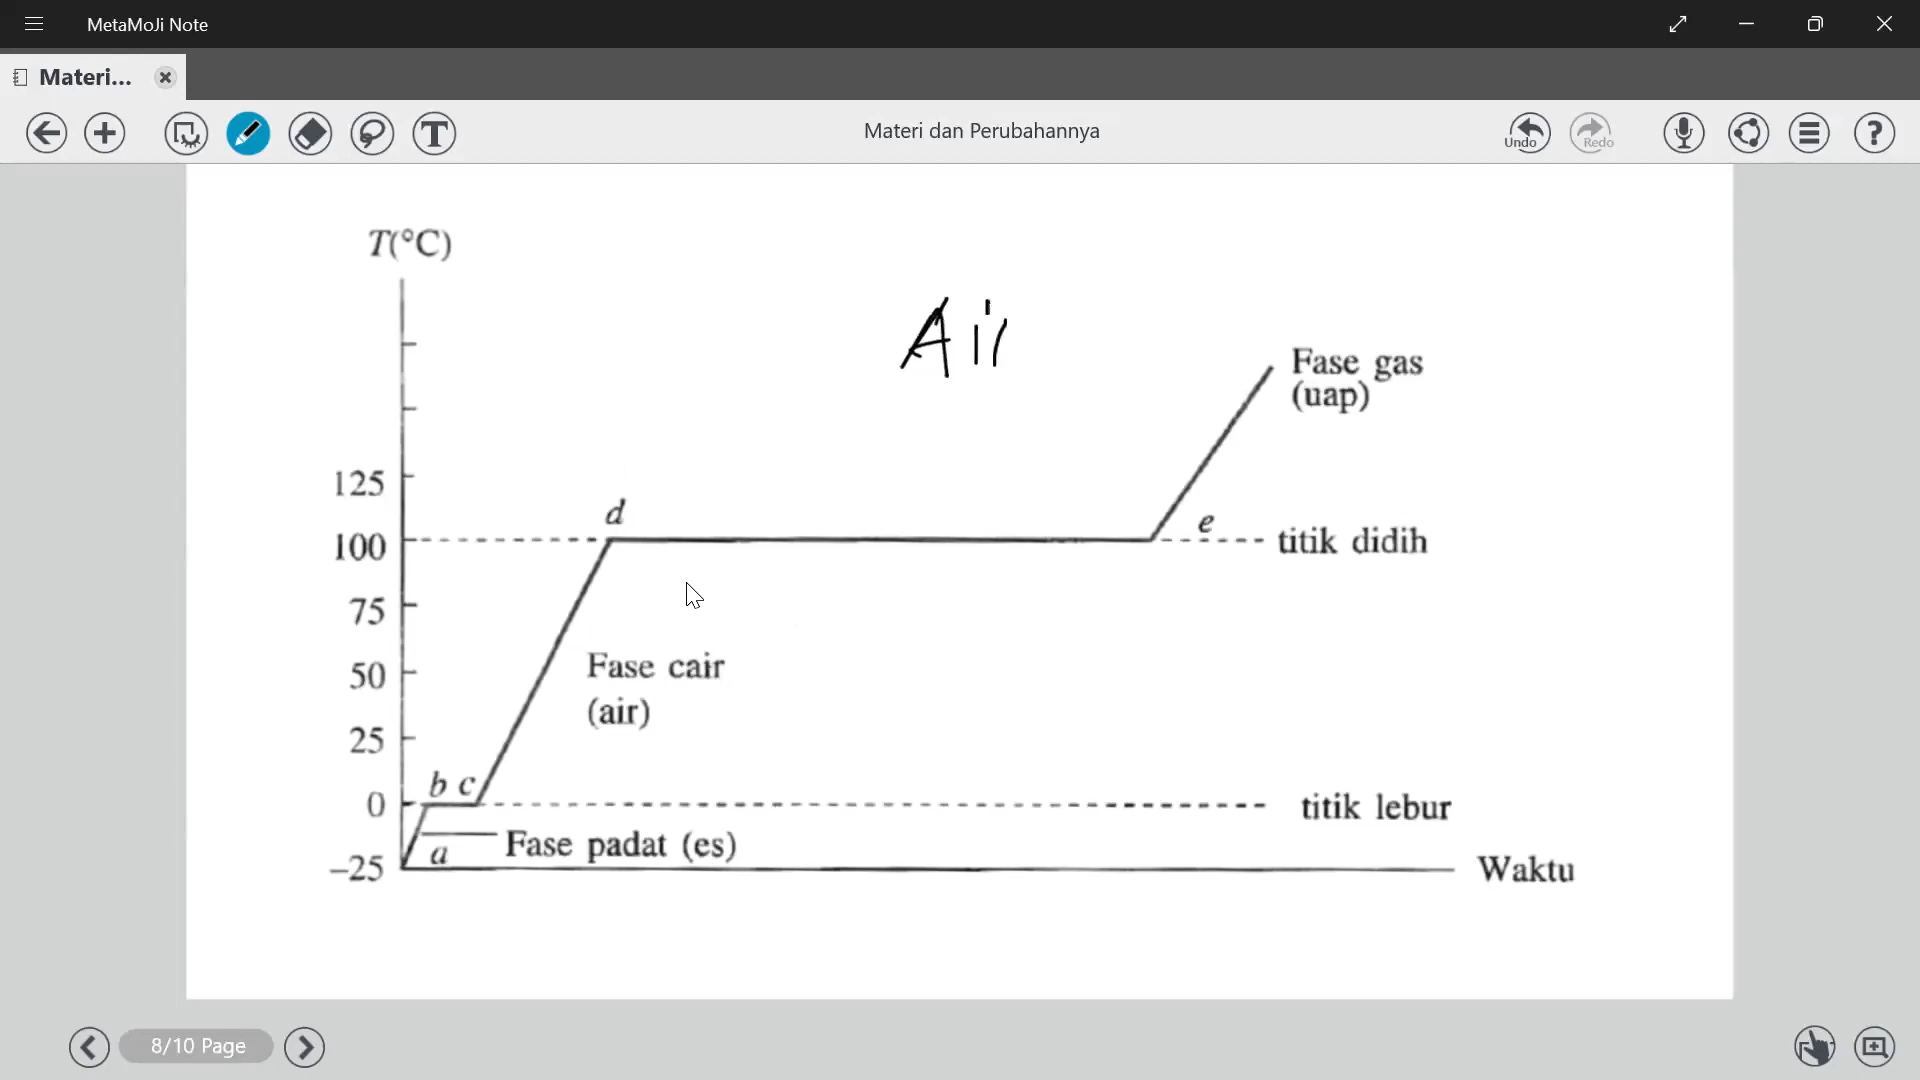 MetaMoJi Note
Materi...
Materi dan Perubahannya
Undo
Redo
T(°C)
Air
Fase gas
(uap)
125
d
e
100
titik didih
75
Fase cair
50
(air)
25
b c
0
titik lebur
a
Fase padat (es)
–25
Waktu
8/10 Page